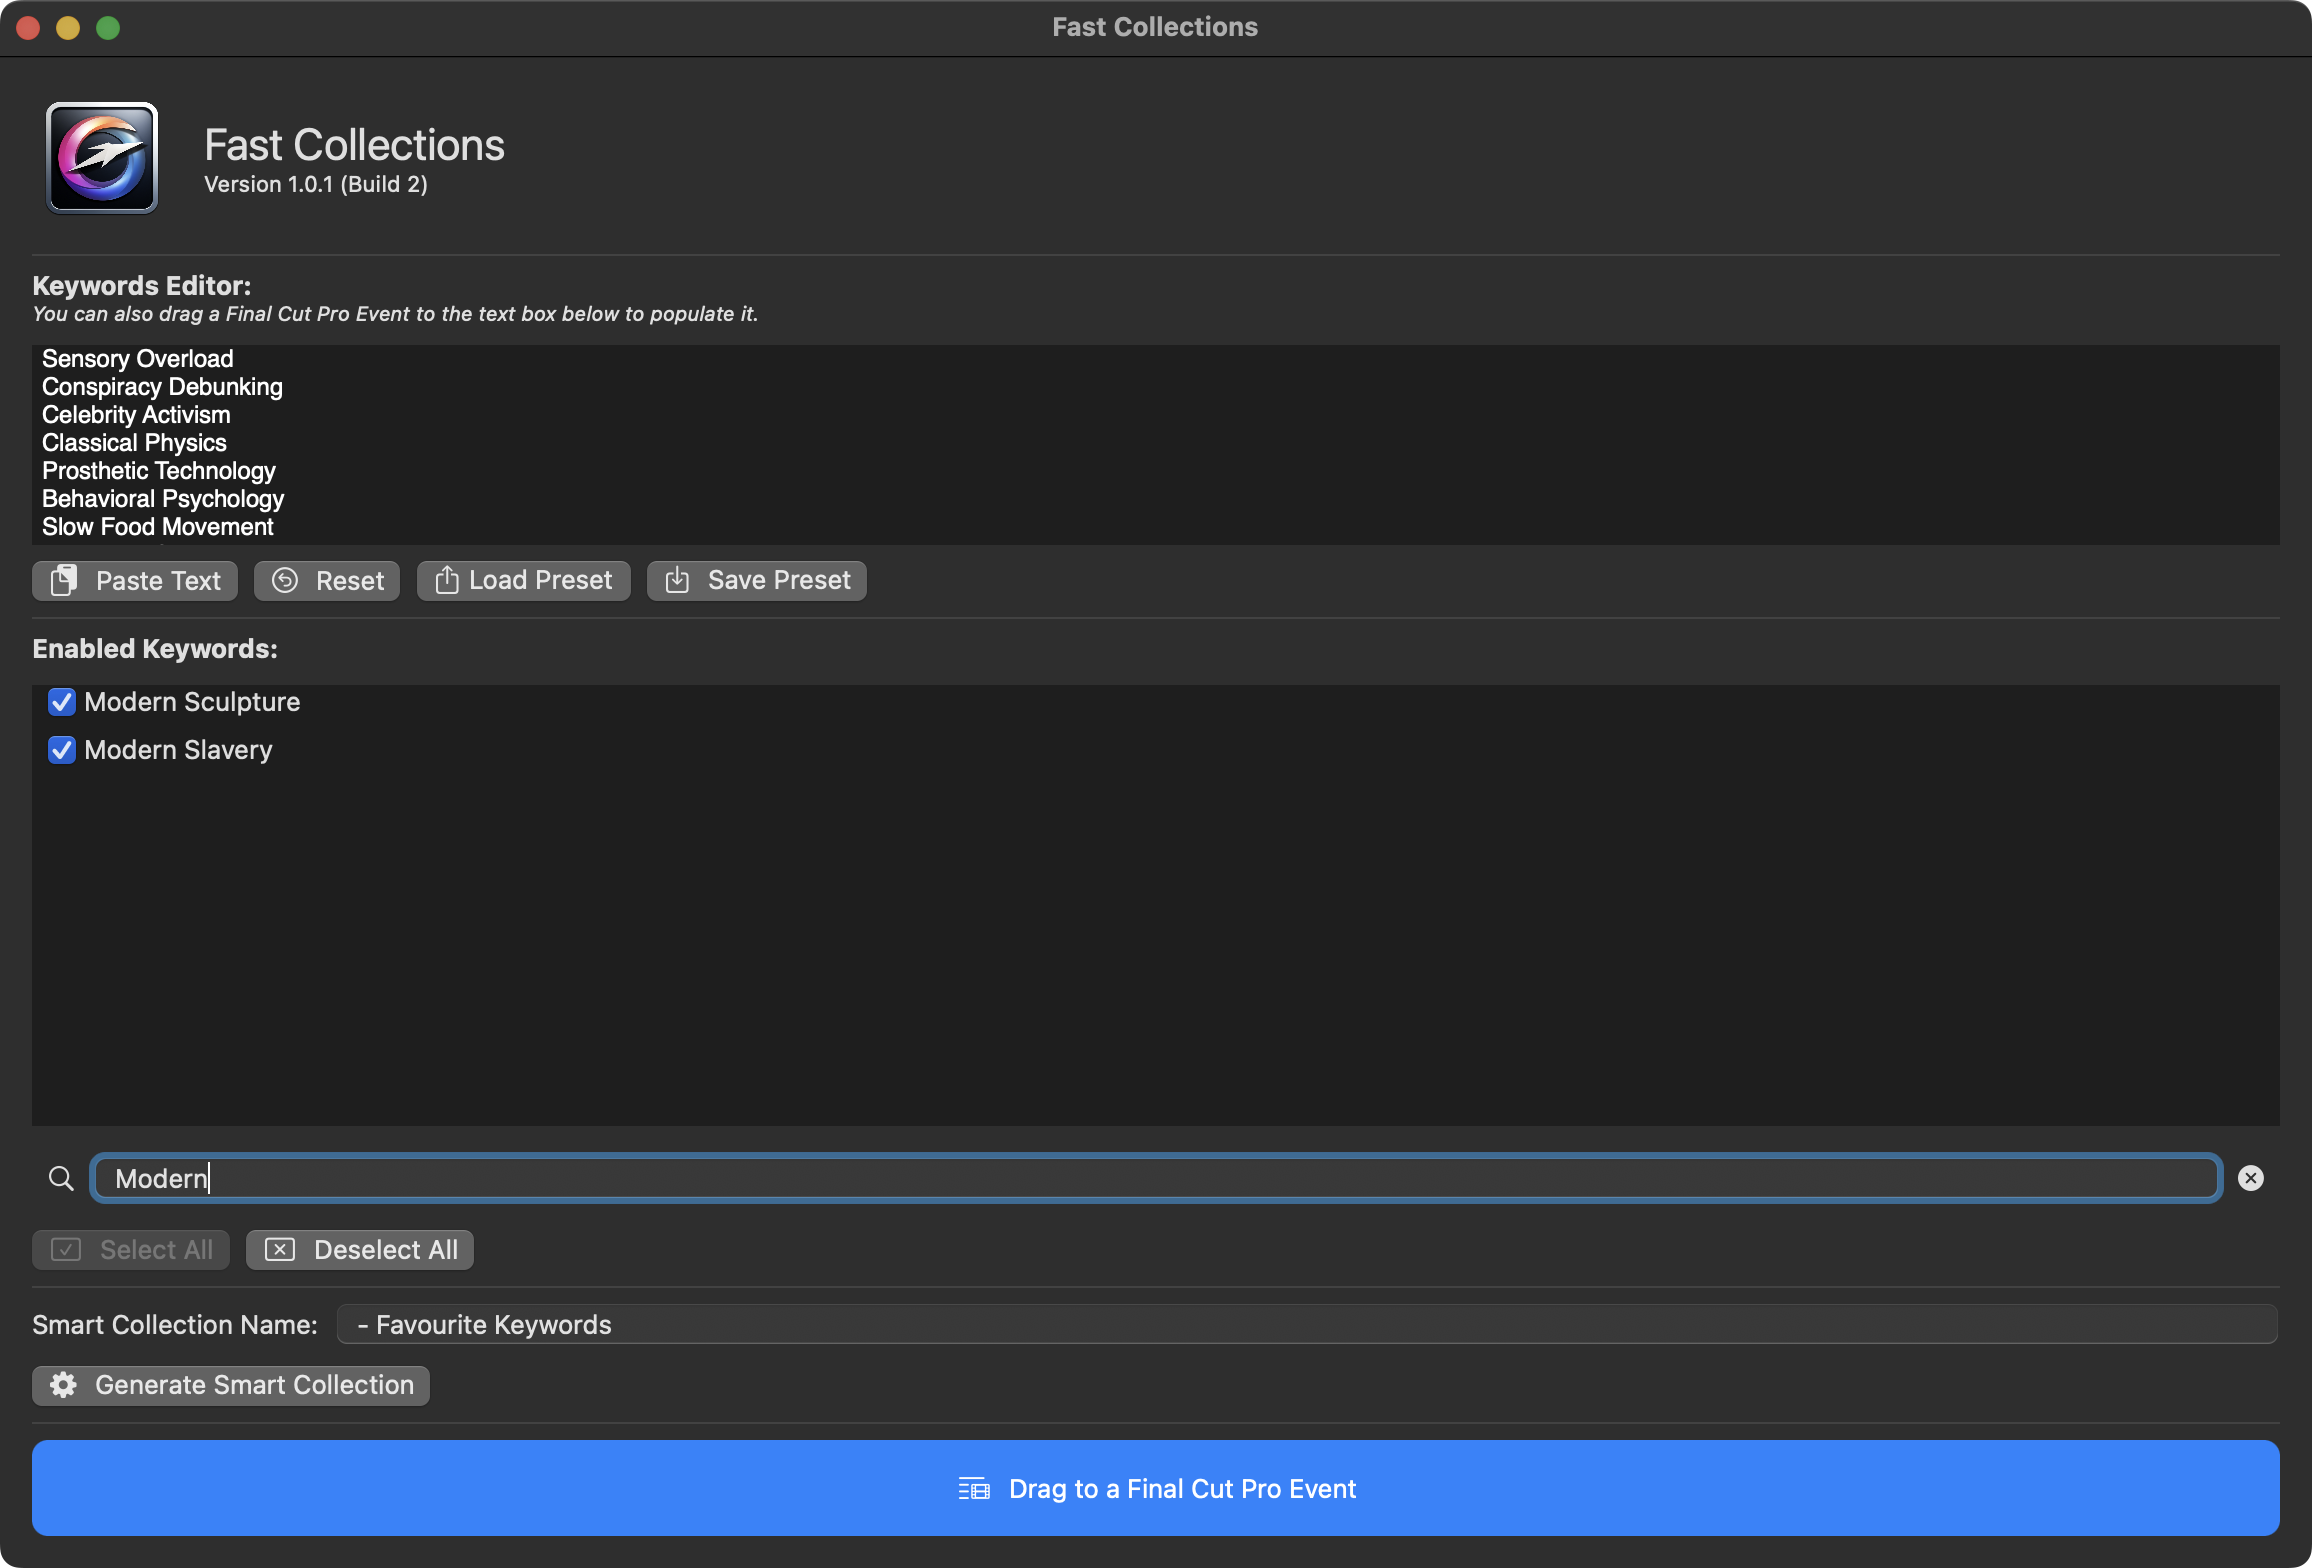 Fast Collections
Fast Collections
Version 1.0.1 (Build 2)
Keywords Editor:
You can also drag a Final Cut Pro Event to the text box below to populate it.
Sensory Overload
Conspiracy Debunking
Celebrity Activism
Classical Physics
Prosthetic Technology
Behavioral Psychology
Slow Food Movement
Paste Text Reset Load Preset Save Preset
Enabled Keywords:
Modern Sculpture
Modern Slavery
Modern
Select All Deselect All
Smart Collection Name: - Favourite Keywords
Generate Smart Collection
Drag to a Final Cut Pro Event